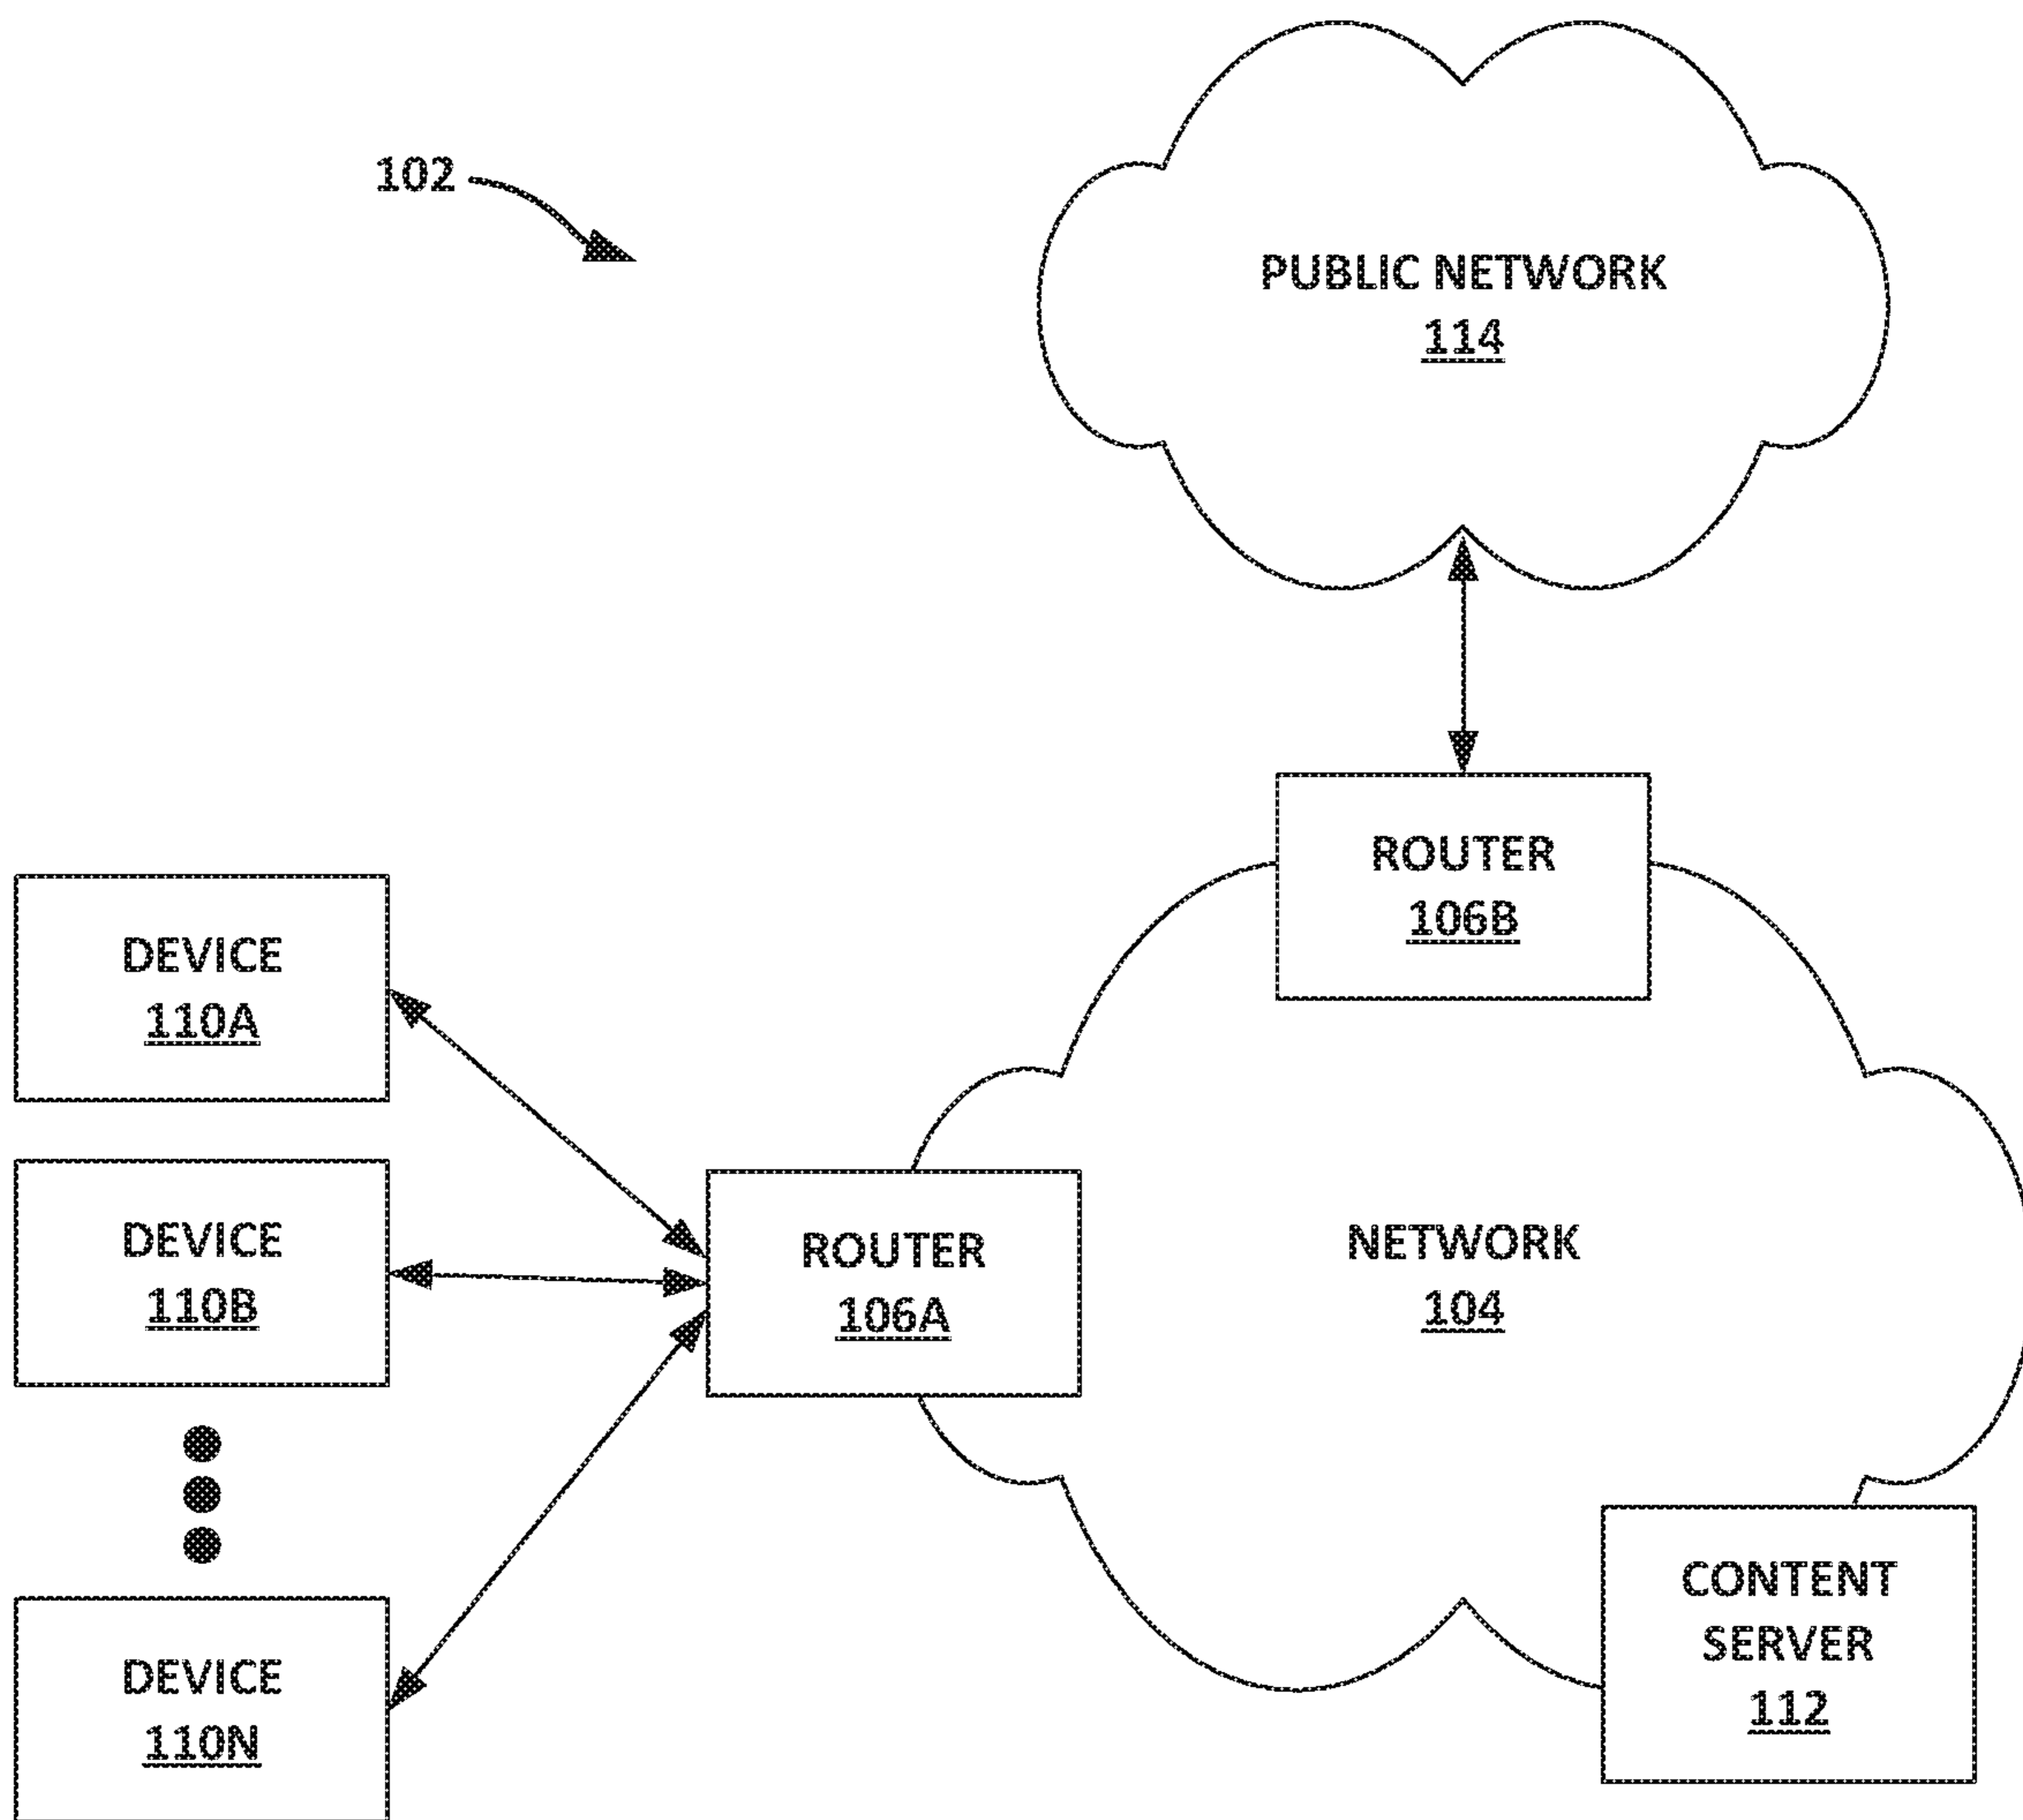 102
PUBLIC NETWORK
114
ROUTER
106B
DEVICE
110A
DEVICE
110B
ROUTER
106A
NETWORK
104
CONTENT
SERVER
112
DEVICE
110N